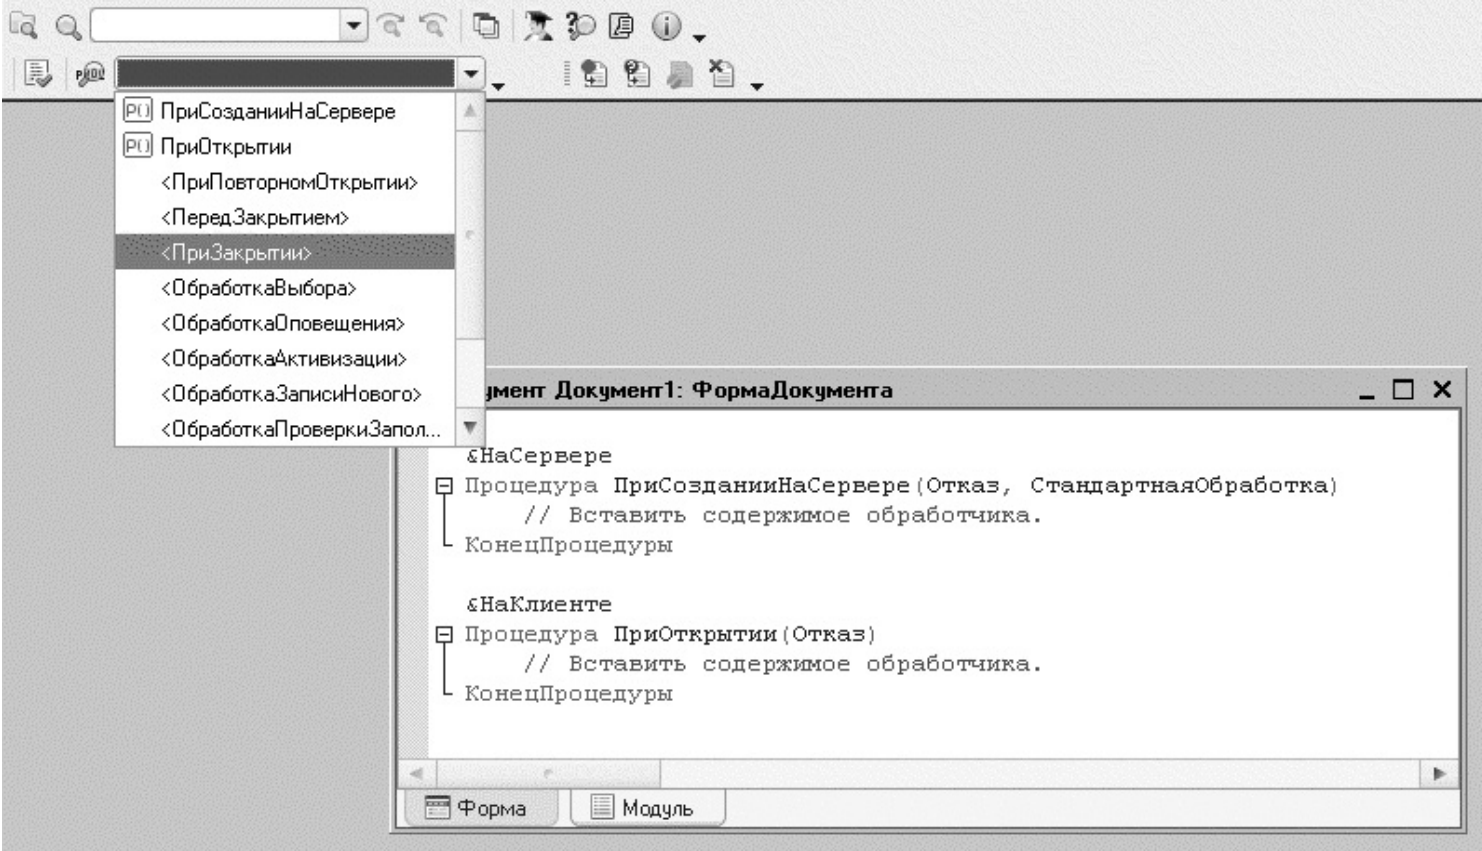 ПриСозданииНаСервере
ПриОткрытии
<ПриПовторномОткрытии>
<ПередЗакрытием>
<ПриЗакрытии>
<ОбработкаВыбора>
<ОбработкаОповещения>
<ОбработкаАктивизации>
<ОбработкаЗаписиНового>
<ОбработкаПроверкиЗапол...
умент Документ1: ФормаДокумента
&НаСервере
Процедура ПриСозданииНаСервере(Отказ, СтандартнаяОбработка)
// Вставить содержимое обработчика.
КонецПроцедуры
&НаКлиенте
Процедура ПриОткрытии(Отказ)
// Вставить содержимое обработчика.
КонецПроцедуры
Форма
Модуль